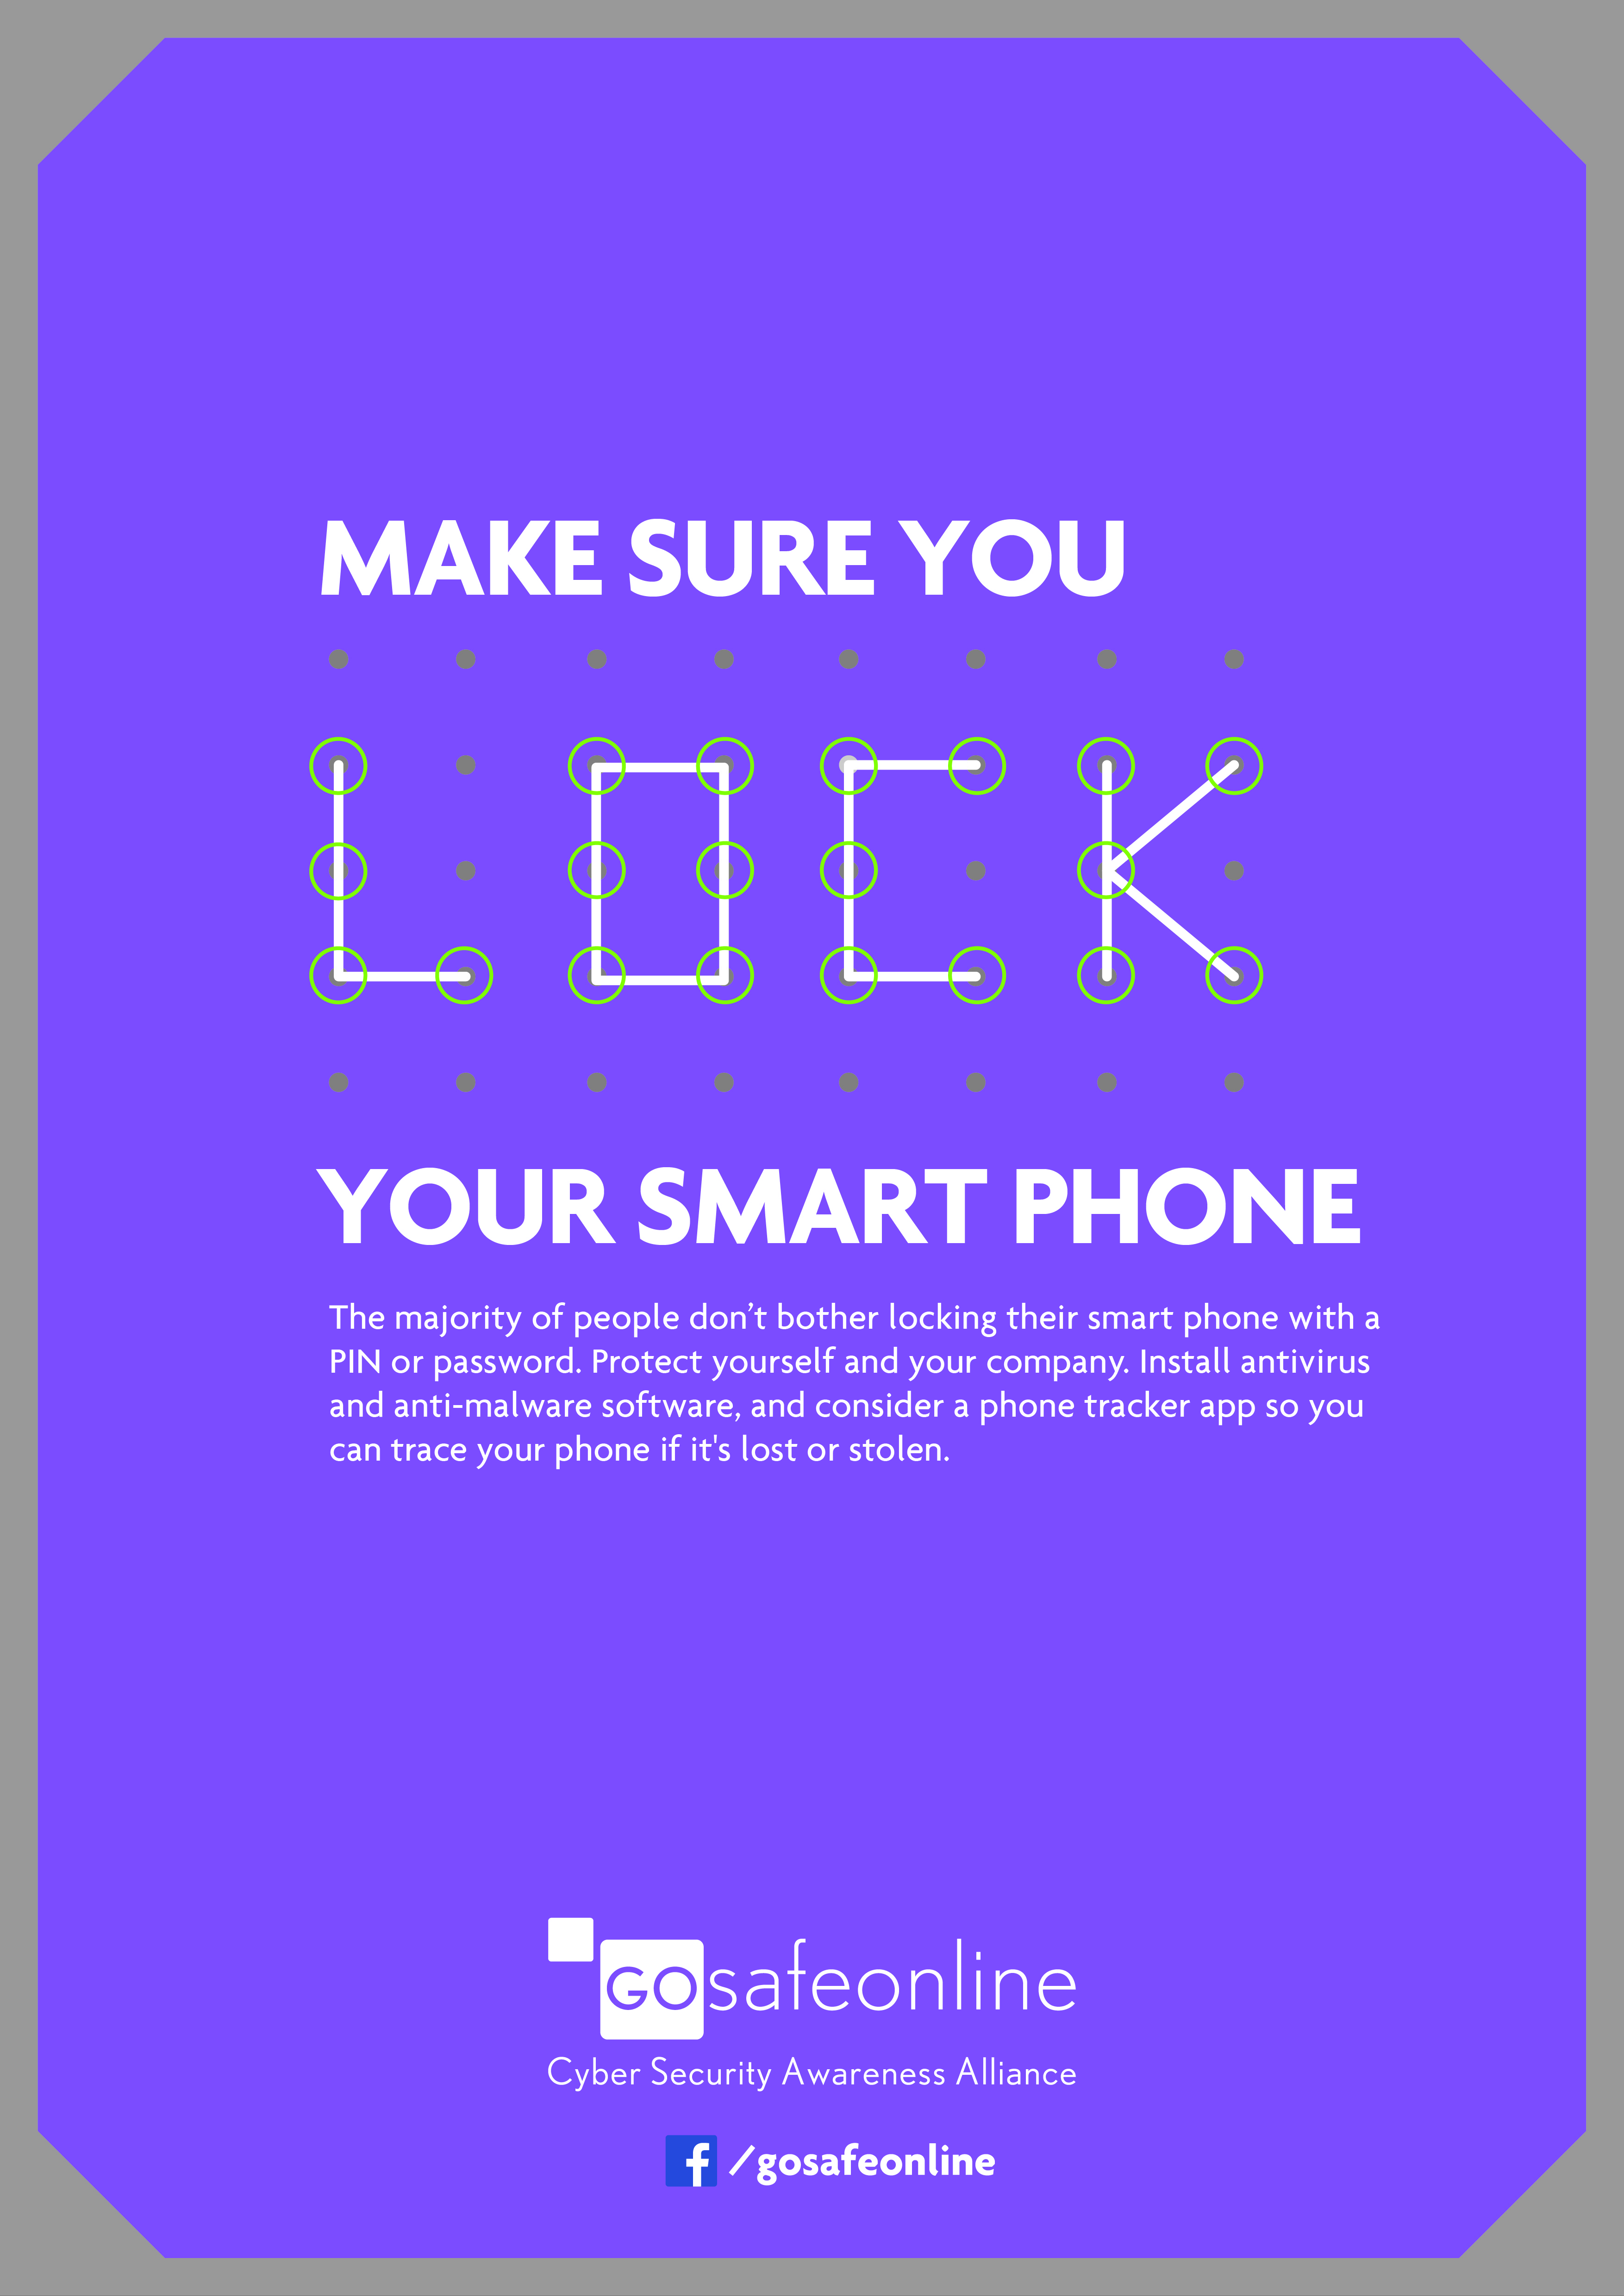 MAKE SURE YOU
LOCK
YOUR SMART PHONE
The majority of people don’t bother locking their smart phone with a
PIN or password. Protect yourself and your company. Install antivirus
and anti-malware software, and consider a phone tracker app so you
can trace your phone if it's lost or stolen.
GOsafeonline
Cyber Security Awareness Alliance
f /gosafeonline